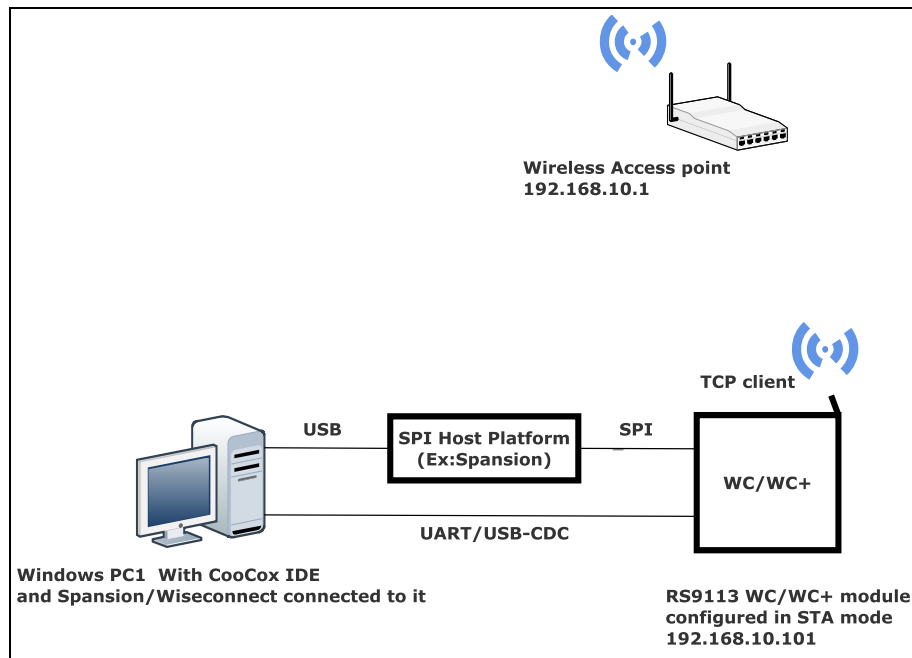 Wireless Access point
192.168.10.1
TCP client
USB
SPI Host Platform
(Ex:Spansion)
SPI
WC/WC+
UART/USB-CDC
Windows PC1  With CooCox IDE
and Spansion/Wiseconnect connected to it
RS9113 WC/WC+ module
configured in STA mode
192.168.10.101